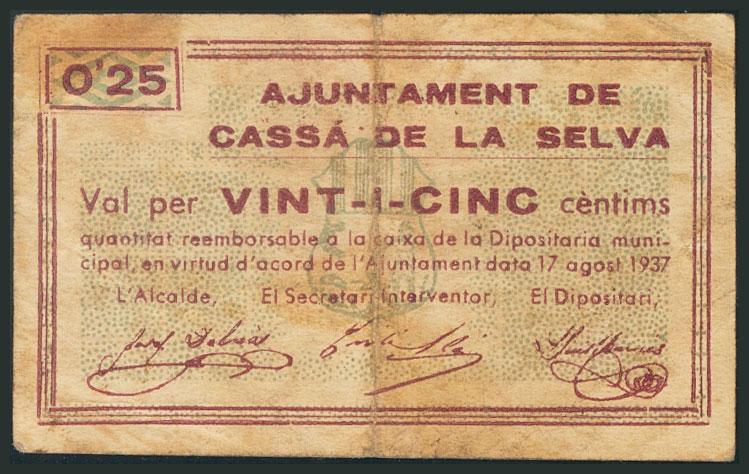 0'25
AJUNTAMENT DE
CASSÁ DE LA SELVA
Val per VINT-i-CINC cèntims
quantitat reemborsable a la caixa de la Dipositaria muni-
cipal, en virtud d'acord de l'Ajuntament data 17 agost 1937
L'Alcalde, El Secretari Interventor, El Dipositari,